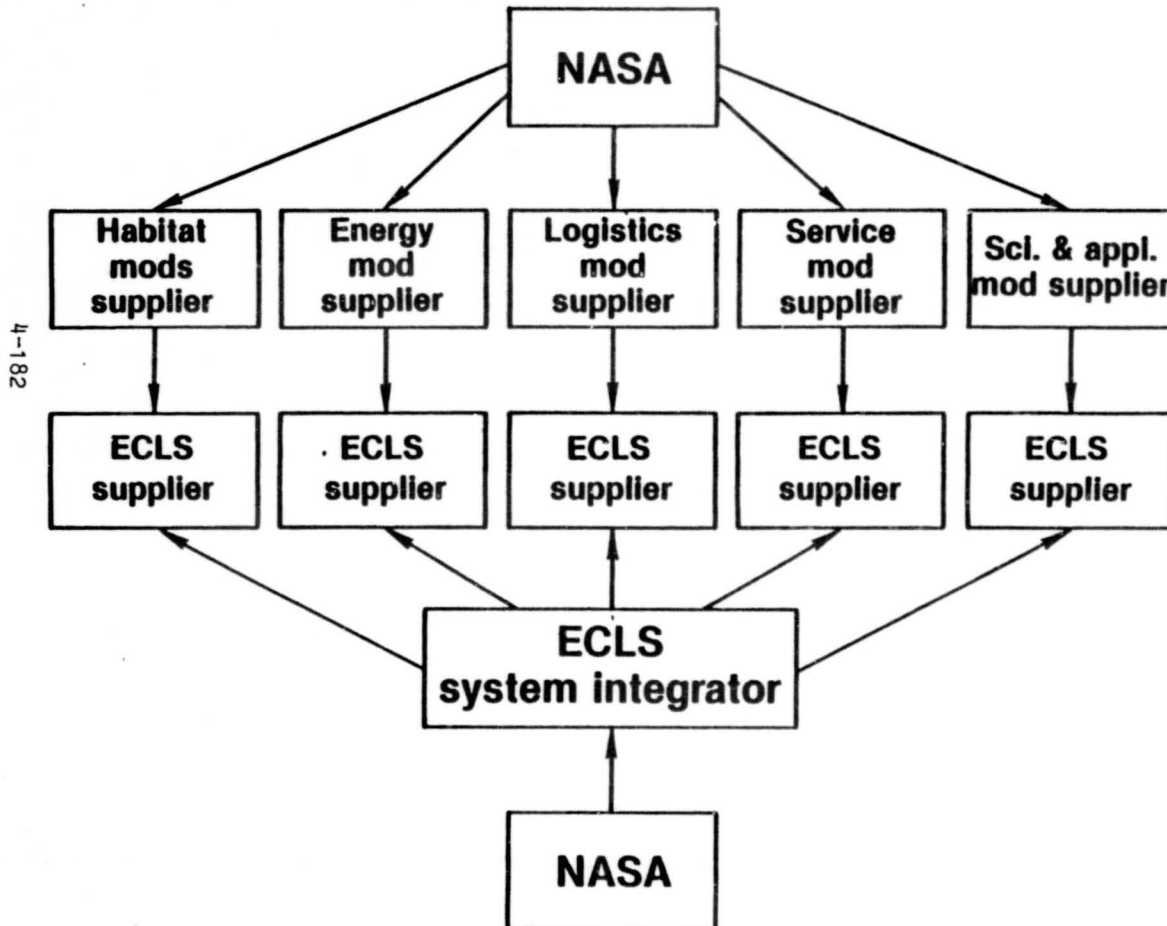 NASA
Habitat
mods
supplier
Energy
mod
supplier
Logistics
mod
supplier
Service
mod
supplier
Sci. & appl.
mod supplier
4-182
ECLS
supplier
ECLS
supplier
ECLS
supplier
ECLS
supplier
ECLS
supplier
ECLS
system integrator
NASA